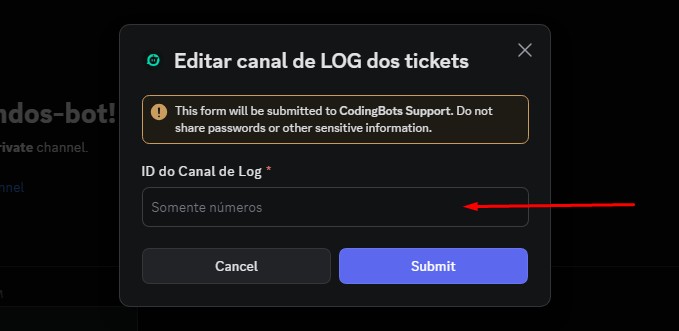 Editar canal de LOG dos tickets
This form will be submitted to CodingBots Support. Do not
share passwords or other sensitive information.
ndos-bot!
rivate channel.
ID do Canal de Log *
nnel
Somente números
Cancel
Submit